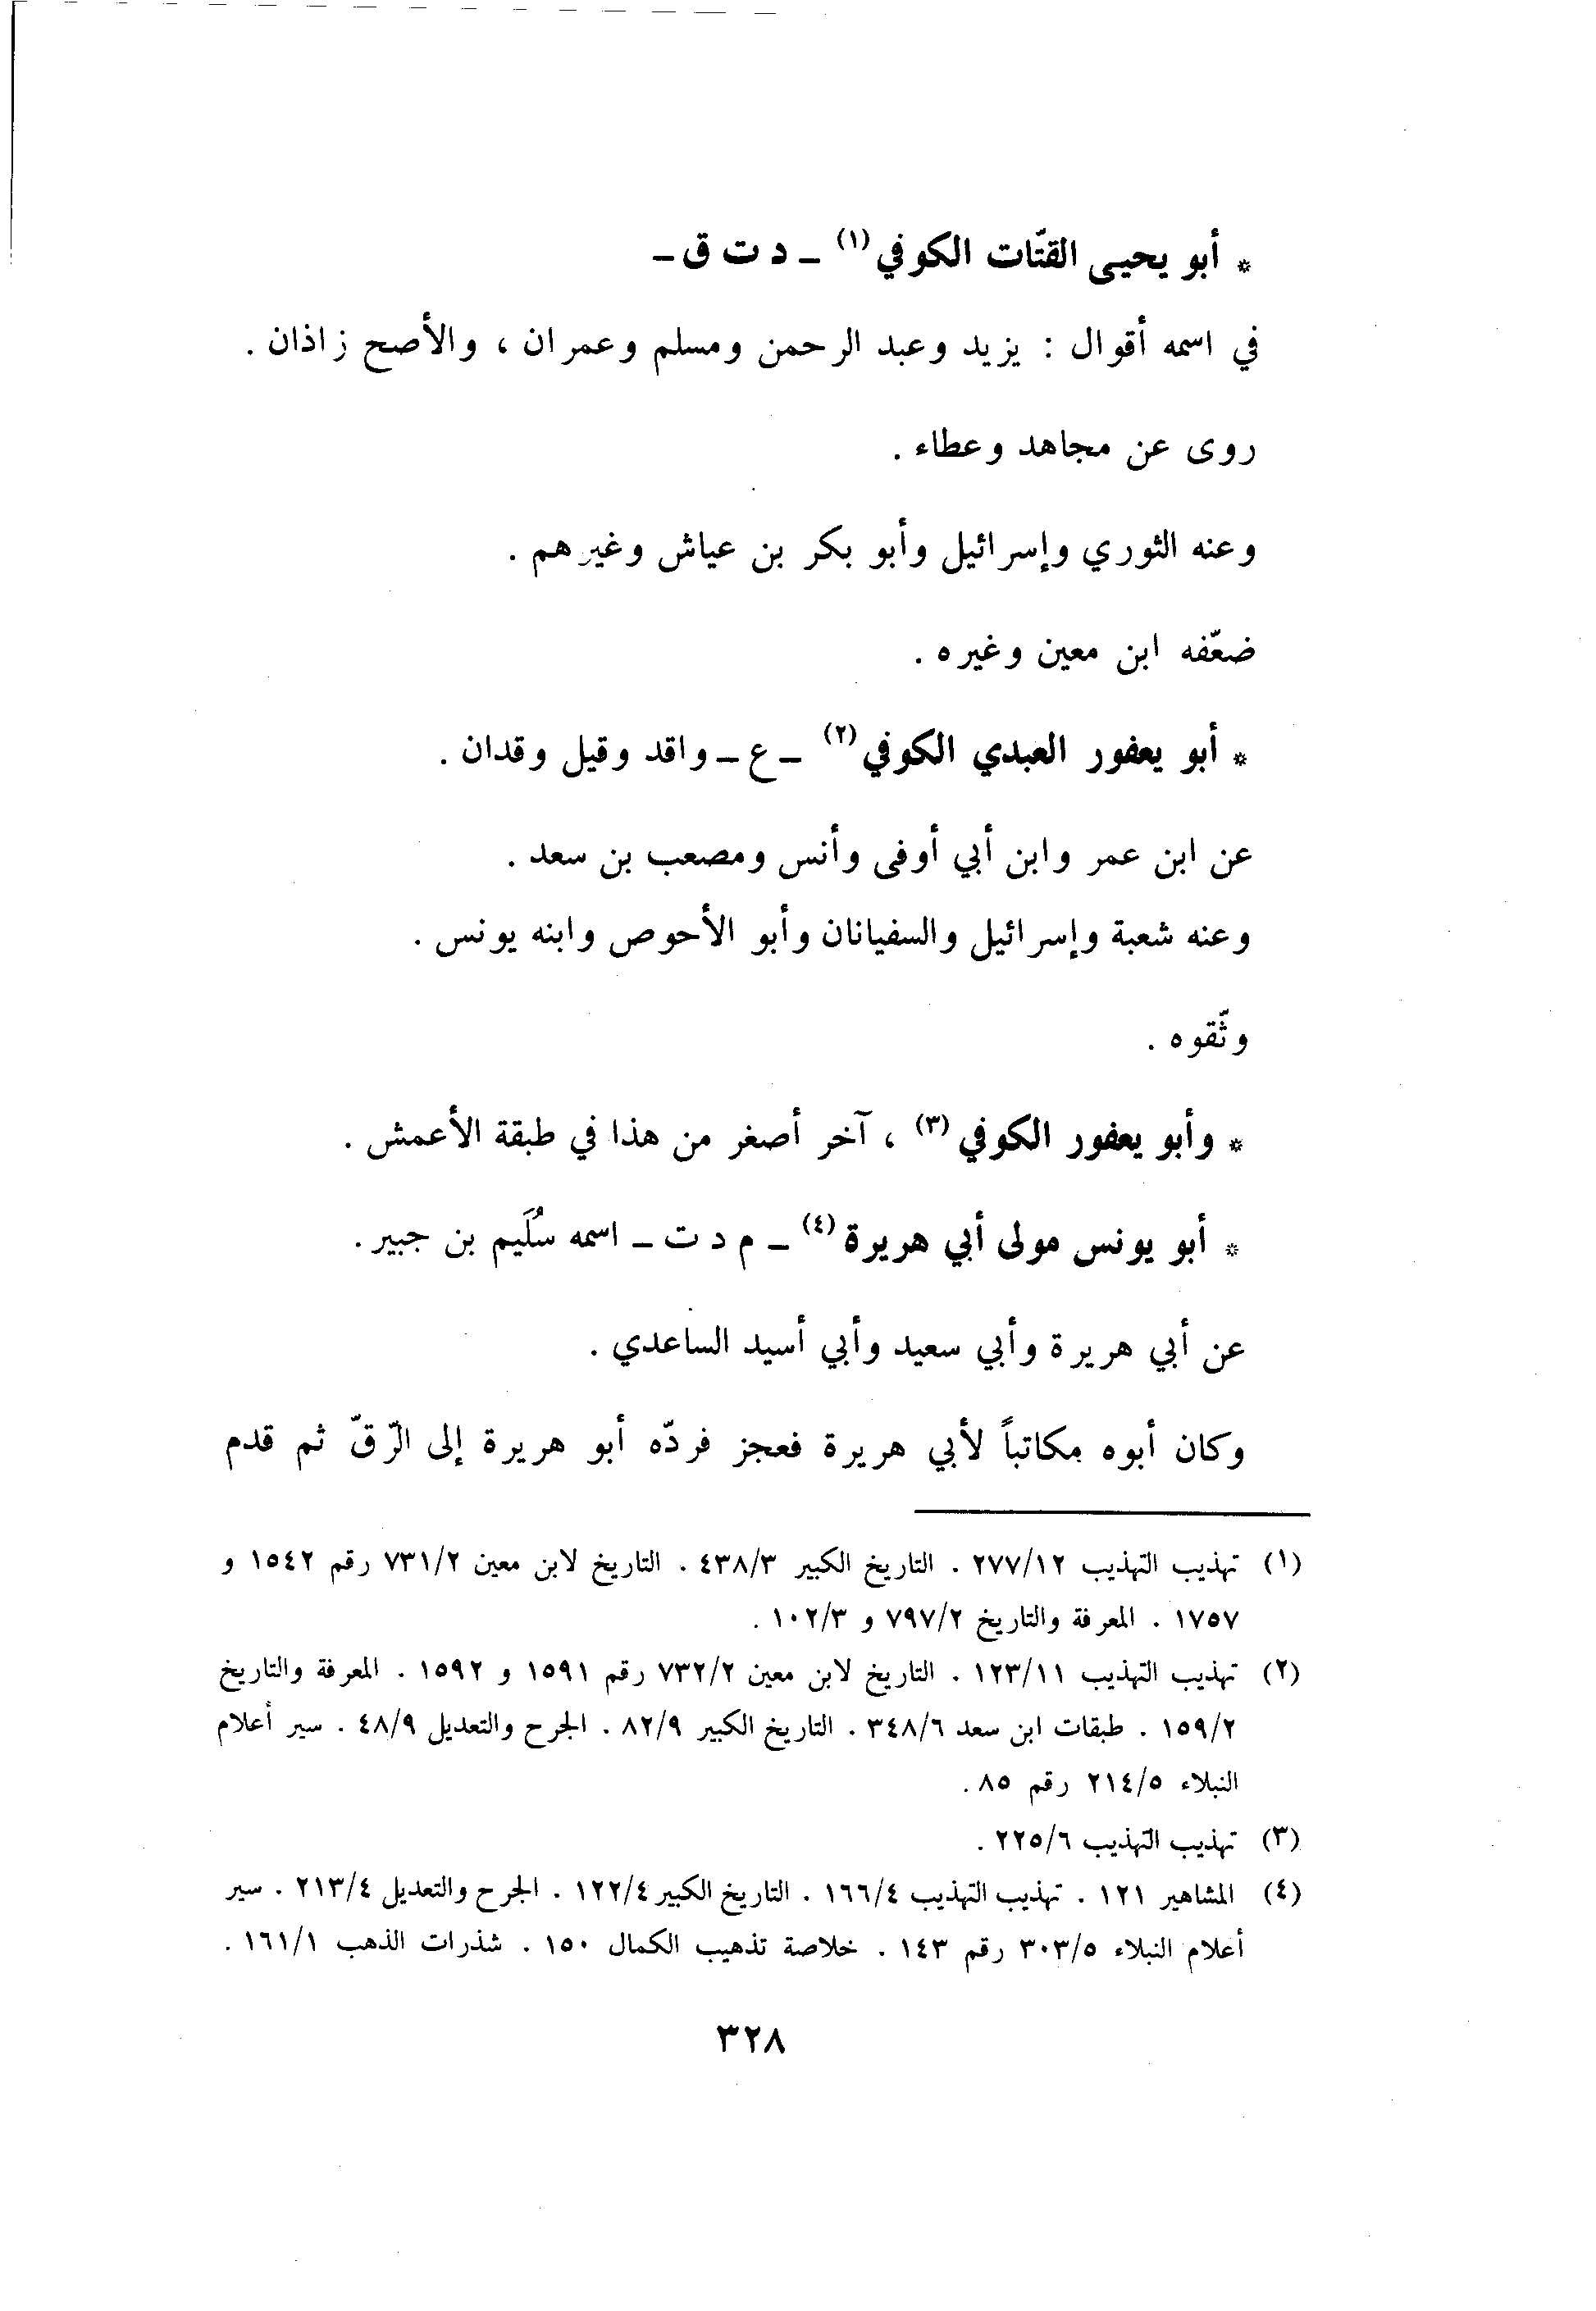 * أبو يحيى القتّات الكوفي (١) ـ د ت ق ـ
في اسمه أقوال : يزيد وعبد الرحمن ومسلم وعمران ، والأصح زاذان .
روى عن مجاهد وعطاء .
وعنه الثوري وإسرائيل وأبو بكر بن عياش وغيرهم .
ضعّفه ابن معين وغيره .
* أبو يعفور العبدي الكوفي (٢) ـ ع ـ واقد وقيل وقدان .
عن ابن عمر وابن أبي أوفى وأنس ومصعب بن سعد .
وعنه شعبة وإسرائيل والسفيانان وأبو الأحوص وابنه يونس .
وثّقوه .
* وأبو يعفور الكوفي (٣) ، آخر أصغر من هذا في طبقة الأعمش .
* أبو يونس مولى أبي هريرة (٤) ـ م د ت ـ اسمه سُلَيم بن جبير .
عن أبي هريرة وأبي سعيد وأبي أسيد الساعدي .
وكان أبوه مكاتباً لأبي هريرة فعجز فردّه أبو هريرة إلى الرّقّ ثم قدم
(١) تهذيب التهذيب ٢٧٧/١٢ . التاريخ الكبير ٤٣٨/٣ . التاريخ لابن معين ٧٣١/٢ رقم ١٥٤٢ و
١٧٥٧ . المعرفة والتاريخ ٧٩٧/٢ و ١٠٢/٣ .
(٢) تهذيب التهذيب ١٢٣/١١ . التاريخ لابن معين ٧٣٢/٢ رقم ١٥٩١ و ١٥٩٢ . المعرفة والتاريخ
١٥٩/٢ . طبقات ابن سعد ٣٤٨/٦ . التاريخ الكبير ٨٢/٩ . الجرح والتعديل ٤٨/٩ . سير أعلام
النبلاء ٢١٤/٥ رقم ٨٥ .
(٣) تهذيب التهذيب ٢٢٥/٦ .
(٤) المشاهير ١٢١ . تهذيب التهذيب ١٦٦/٤ . التاريخ الكبير ١٢٢/٤ . الجرح والتعديل ٢١٣/٤ . سير
أعلام النبلاء ٣٠٣/٥ رقم ١٤٣ . خلاصة تذهيب الكمال ١٥٠ . شذرات الذهب ١٦١/١ .
٣٢٨